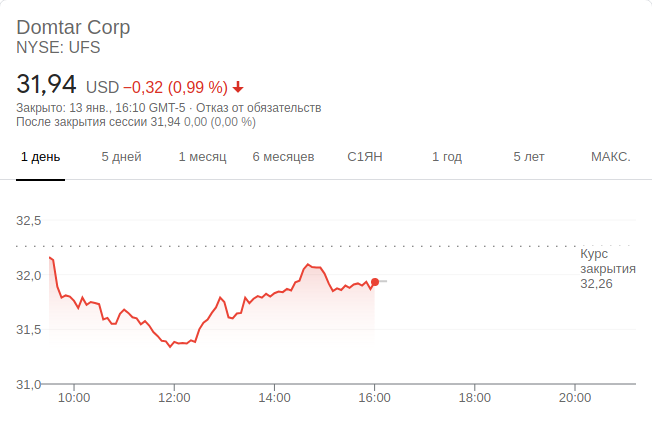 Domtar Corp
NYSE: UFS
31,94 USD −0,32 (0,99 %)
Закрыто: 13 янв., 16:10 GMT-5 · Отказ от обязательств
После закрытия сессии 31,94 0,00 (0,00 %)
1 день 5 дней 1 месяц 6 месяцев С1ЯН 1 год 5 лет МАКС.
32,5
Курс
закрытия
32,26
32,0
31,5
31,0
10:00 12:00 14:00 16:00 18:00 20:00